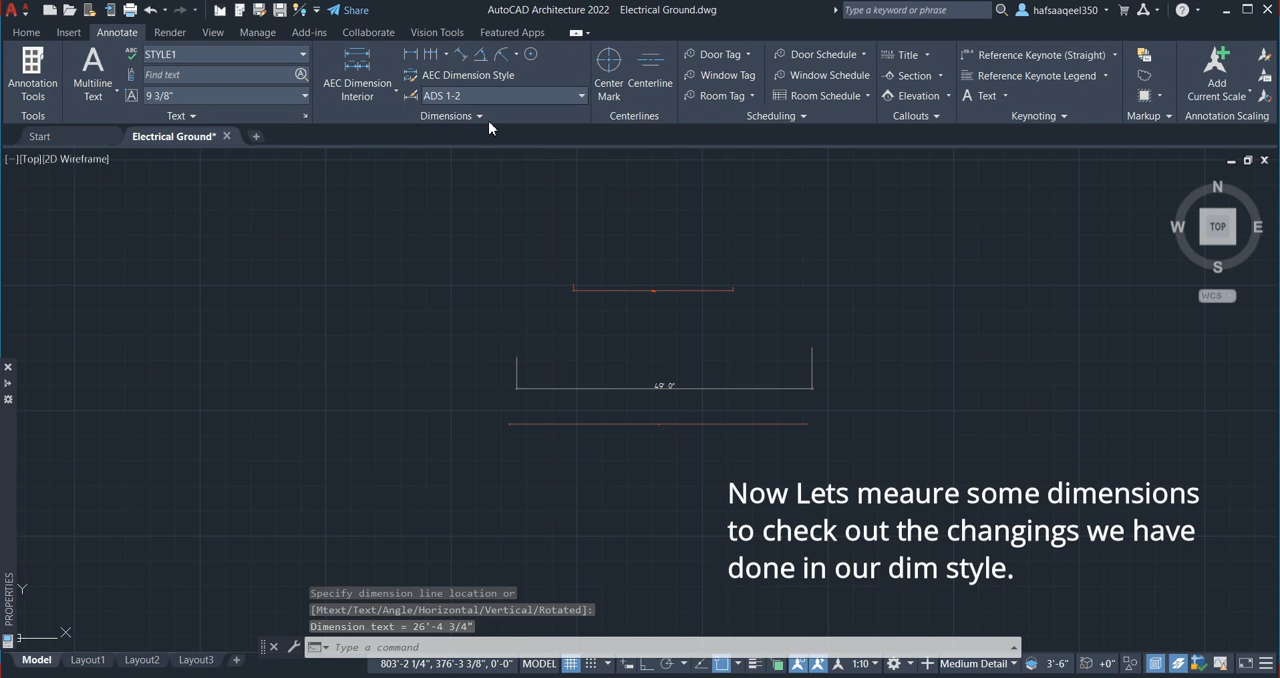 AutoCAD Architecture 2022 Electrical Ground.dwg
Share
Type a keyword or phrase
hafsaaqeel350
Home Insert Annotate Render View Manage Add-ins Collaborate Vision Tools Featured Apps
Annotation Tools
Tools
Multiline Text
STYLE1
Find text
9 3/8"
Text
AEC Dimension Interior
AEC Dimension Style
ADS 1-2
Dimensions
Center Mark
Centerline
Centerlines
Door Tag
Window Tag
Room Tag
Door Schedule
Window Schedule
Room Schedule
Scheduling
Title
Section
Elevation
Callouts
Reference Keynote (Straight)
Reference Keynote Legend
Text
Keynoting
Markup
Add Current Scale
Annotation Scaling
Start
Electrical Ground*
[−][Top][2D Wireframe]
N
W TOP E
S
WCS
49' 0"
Now Lets meaure some dimensions
to check out the changings we have
done in our dim style.
PROPERTIES
Y
X
Specify dimension line location or
[Mtext/Text/Angle/Horizontal/Vertical/Rotated]:
Dimension text = 26'-4 3/4"
Type a command
Model Layout1 Layout2 Layout3
803'-2 1/4", 376'-3 3/8", 0'-0" MODEL 1:10 Medium Detail 3'-6" +0"